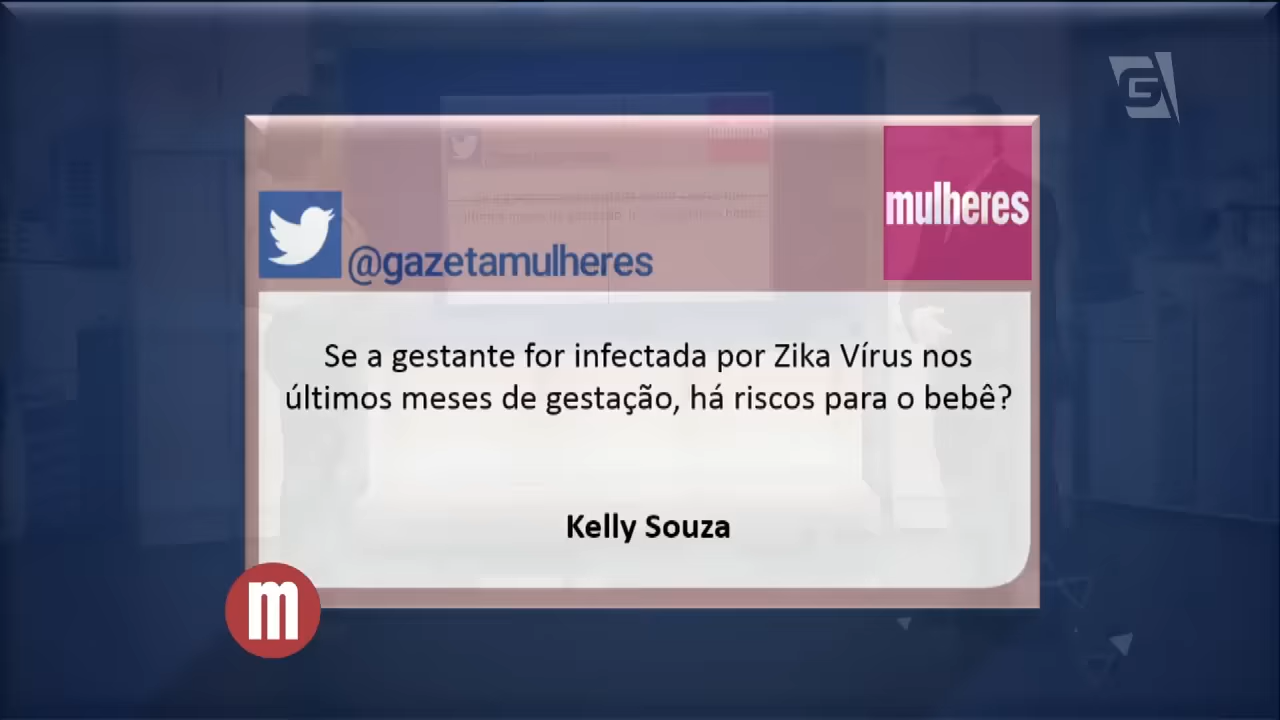 @gazetamulheres
mulheres
Se a gestante for infectada por Zika Vírus nos
últimos meses de gestação, há riscos para o bebê?
Kelly Souza
m
G